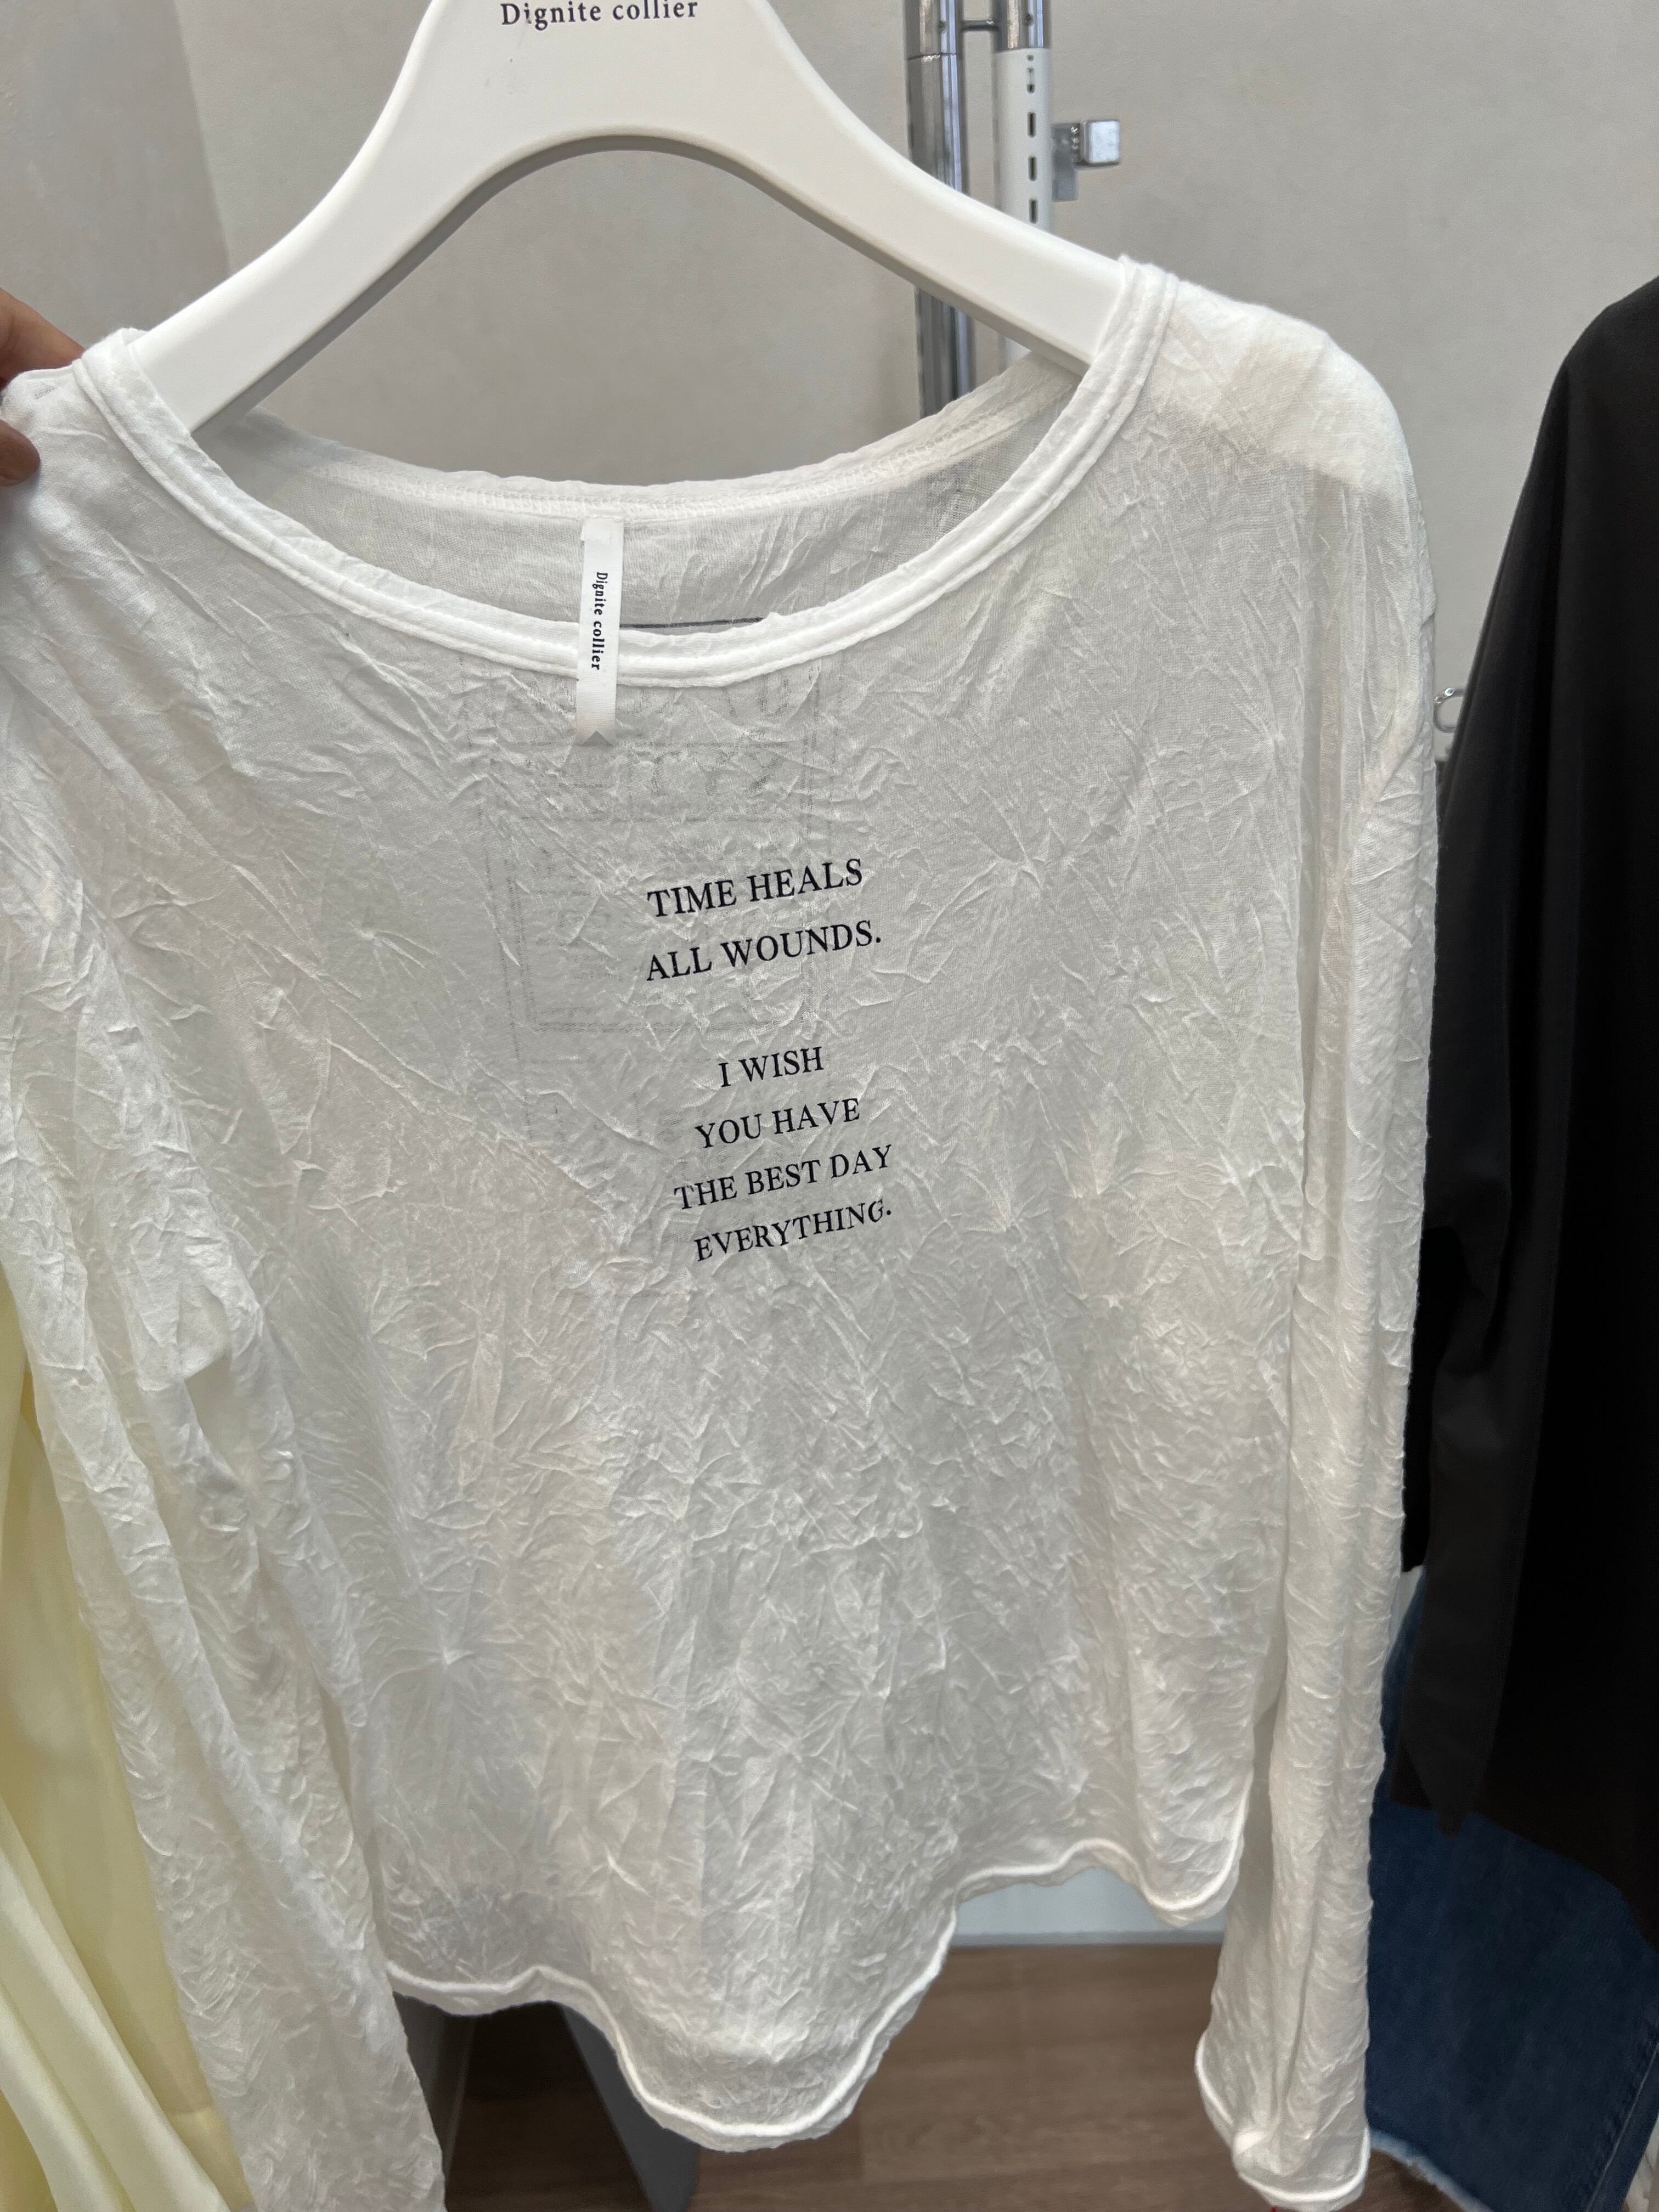 Dignite collier
Dignite collier
TIME HEALS
ALL WOUNDS.
I WISH
YOU HAVE
THE BEST DAY
EVERYTHING.